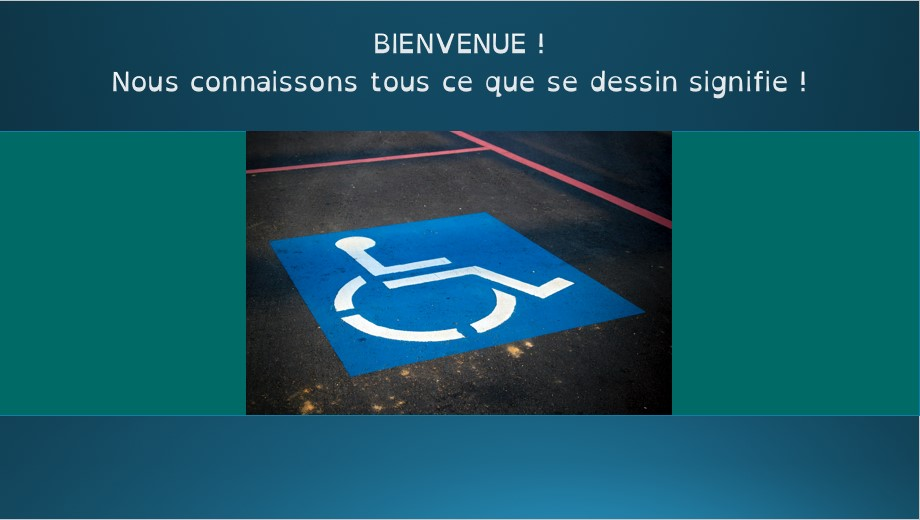 BIENVENUE !
Nous connaissons tous ce que se dessin signifie !